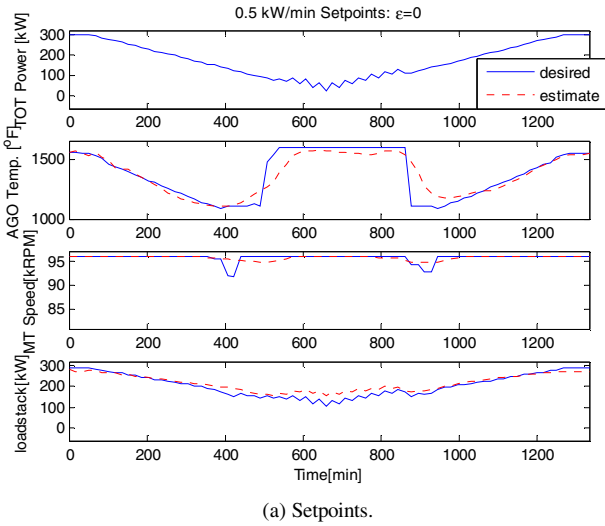 0.5 kW/min Setpoints: ε=0
TOT Power [kW]
300
200
100
0
0 200 400 600 800 1000 1200
desired
estimate
AGO Temp. [ºF]
1500
1000
0 200 400 600 800 1000 1200
MT Speed[kRPM]
95
90
85
0 200 400 600 800 1000 1200
loadstack[kW]
300
200
100
0
0 200 400 600 800 1000 1200
Time[min]
(a) Setpoints.